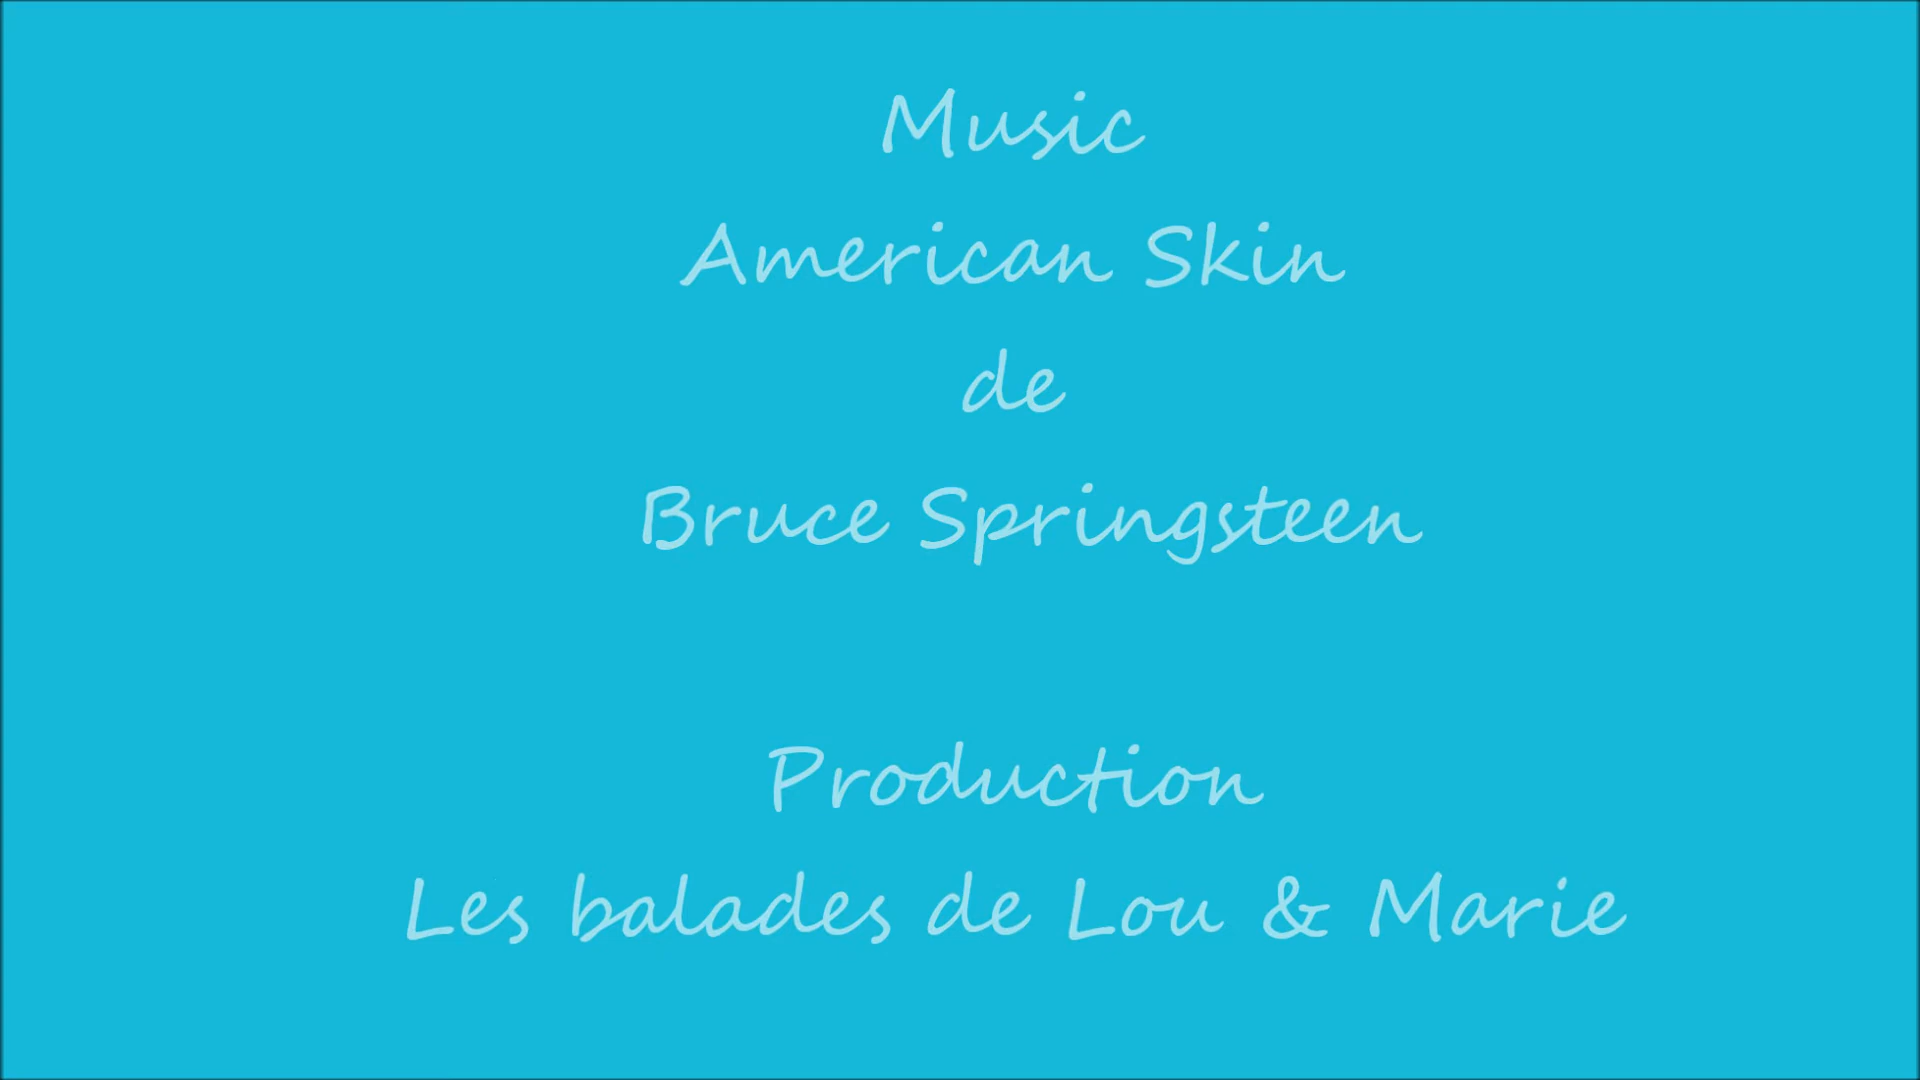 Music
American Skin
de
Bruce Springsteen
Production
Les balades de Lou & Marie